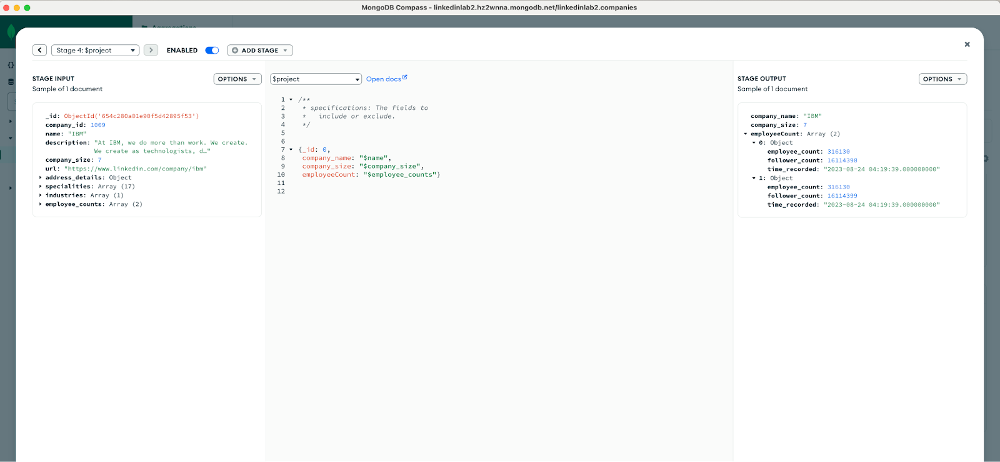 MongoDB Compass - linkedinlab2.hz2wnna.mongodb.net/linkedinlab2.companies
Aggregations
Stage 4: $project
ENABLED
ADD STAGE
STAGE INPUT
OPTIONS
Sample of 1 document
_id: ObjectId('654c280a01e90f5d42895f53')
company_id: 1009
name: "IBM"
description: "At IBM, we do more than work. We create.
We create as technologists, d…"
company_size: 7
url: "https://www.linkedin.com/company/ibm"
address_details: Object
specialities: Array (17)
industries: Array (1)
employee_counts: Array (2)
$project
Open docs
1 /**
2 * specifications: The fields to
3 * include or exclude.
4 */
5
6
7 {_id: 0,
8 company_name: "$name",
9 company_size: "$company_size",
10 employeeCount: "$employee_counts"}
11
12
STAGE OUTPUT
OPTIONS
Sample of 1 document
company_name: "IBM"
company_size: 7
employeeCount: Array (2)
0: Object
employee_count: 316130
follower_count: 16114398
time_recorded: "2023-08-24 04:19:39.000000000"
1: Object
employee_count: 316130
follower_count: 16114399
time_recorded: "2023-08-24 04:19:39.000000000"